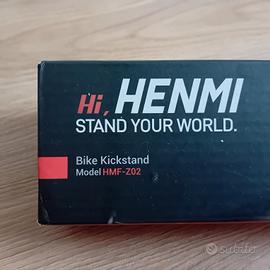 Hi, HENMI
STAND YOUR WORLD.
Bike Kickstand
Model HMF-Z02
subito